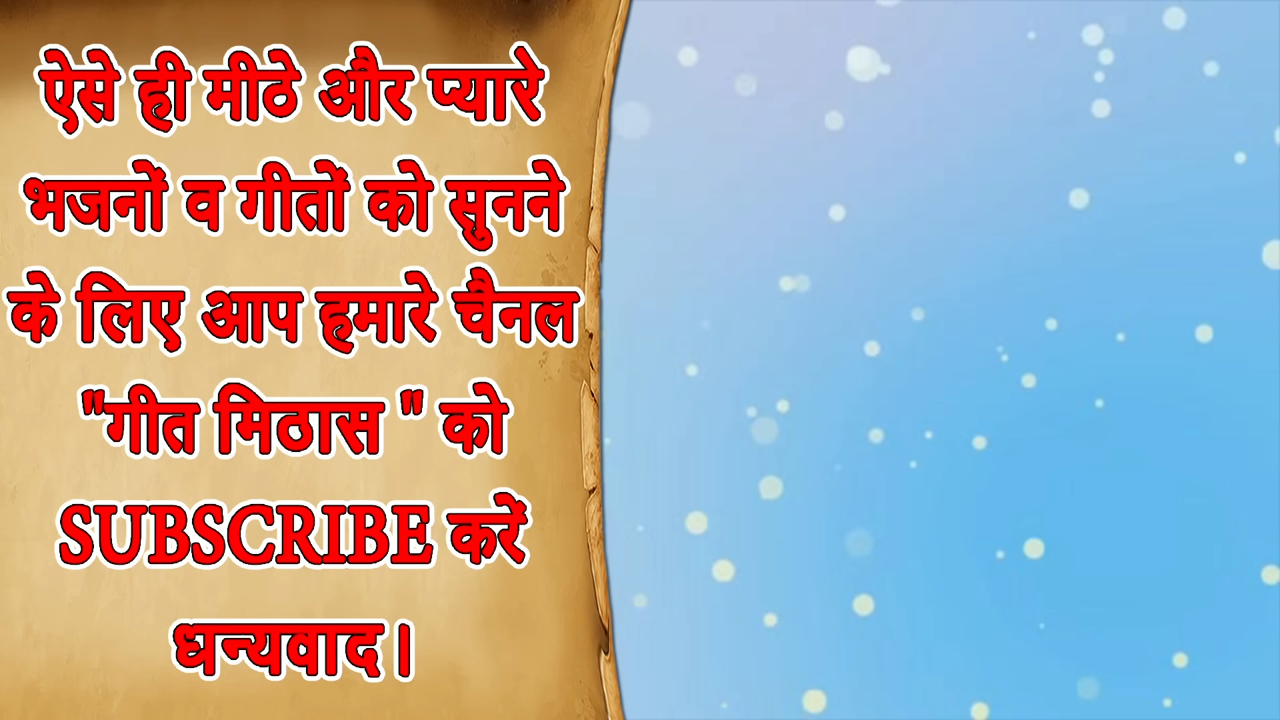 ऐसे ही मीठे और प्यारे
भजनों व गीतों को सुनने
के लिए आप हमारे चैनल
"गीत मिठास " को
SUBSCRIBE करें
धन्यवाद।